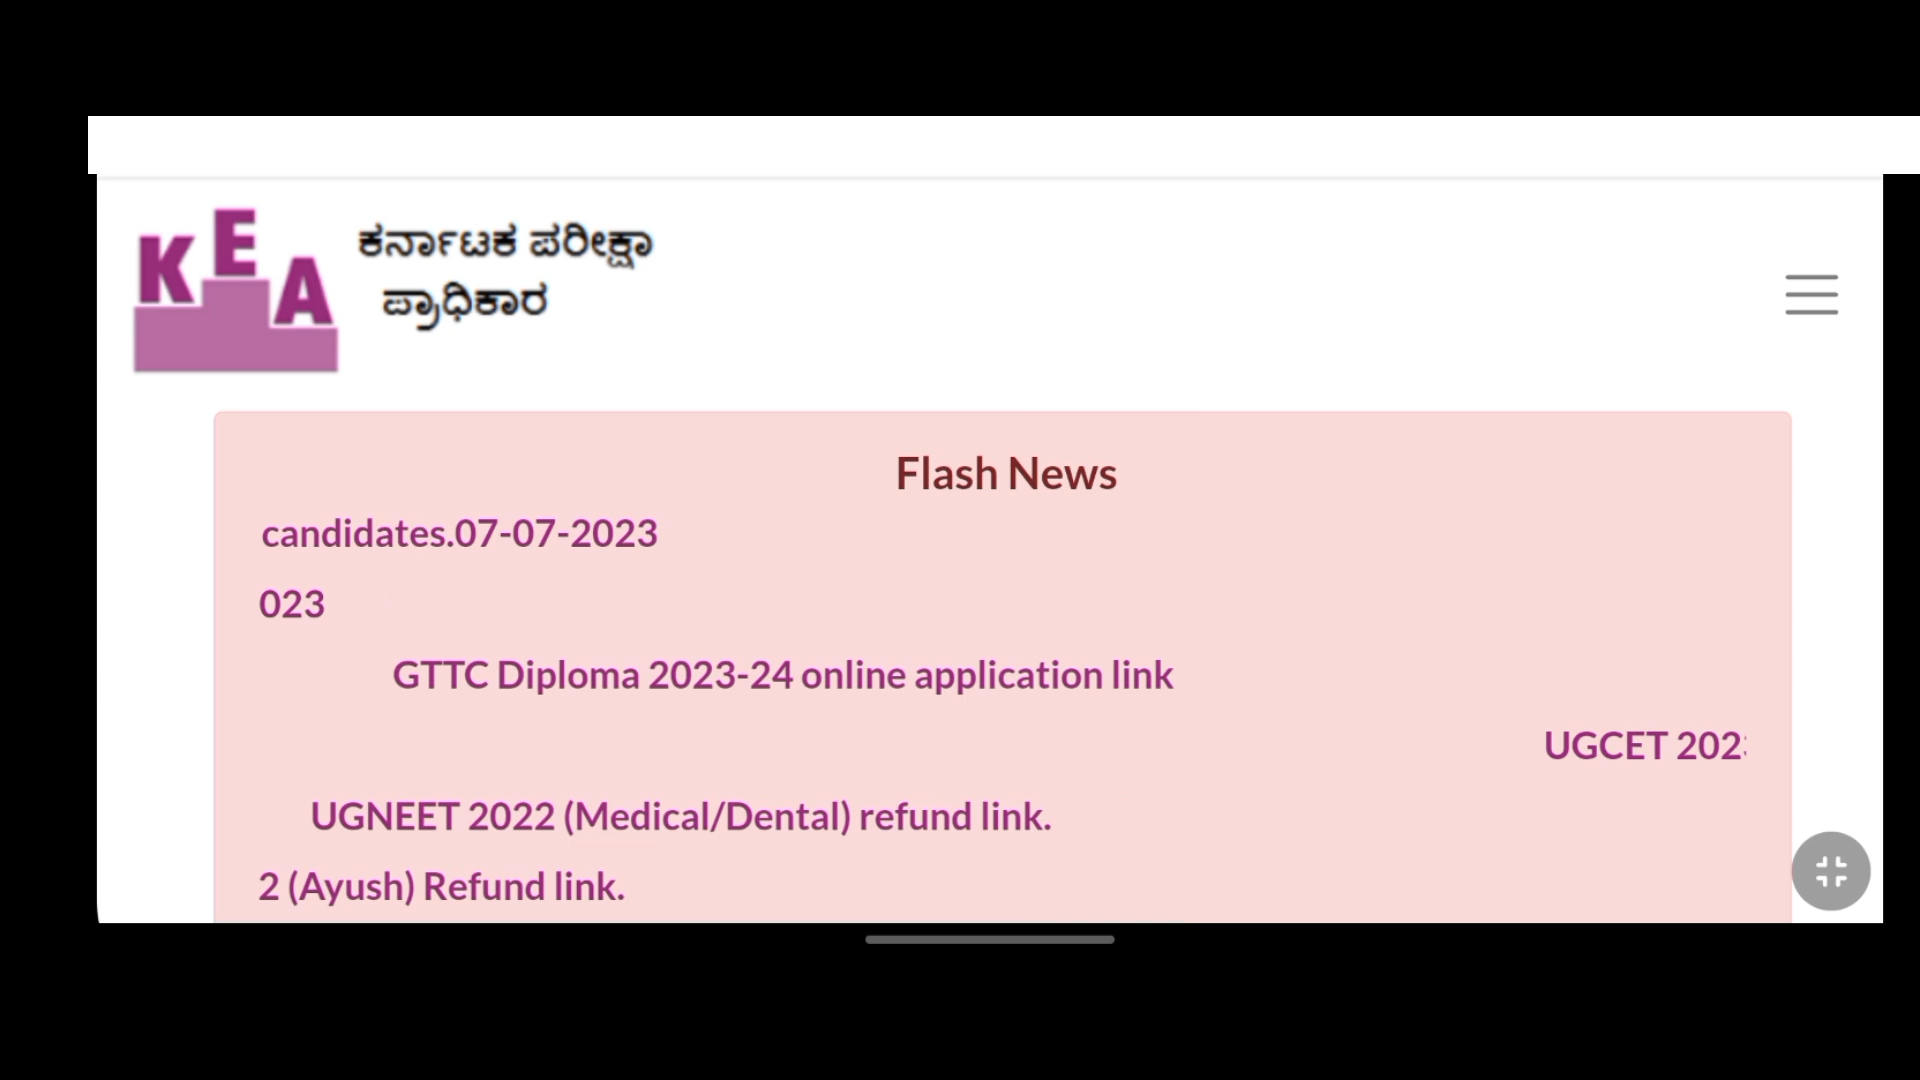 KEA
ಕರ್ನಾಟಕ ಪರೀಕ್ಷಾ
ಪ್ರಾಧಿಕಾರ
Flash News
candidates.07-07-2023
023
GTTC Diploma 2023-24 online application link
UGCET 202
UGNEET 2022 (Medical/Dental) refund link.
2 (Ayush) Refund link.